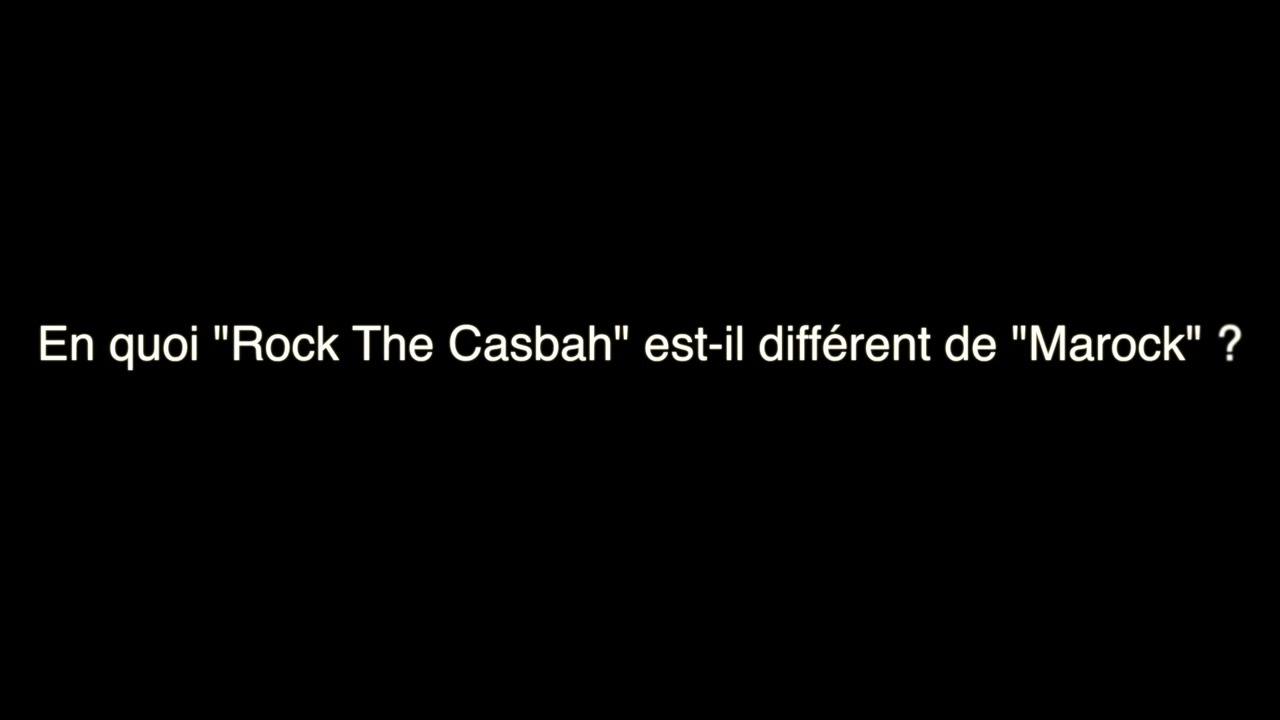 En quoi "Rock The Casbah" est-il différent de "Marock" ?